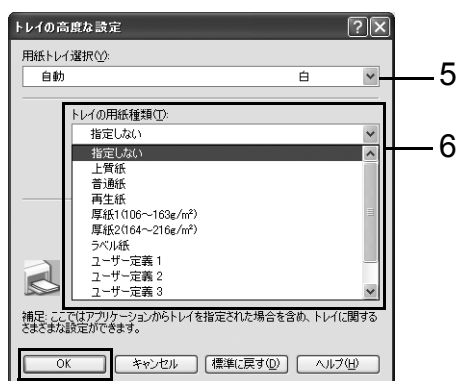 トレイの高度な設定
用紙トレイ選択(Y):
自動 白
5
トレイの用紙種類(T):
指定しない
6
指定しない
上質紙
普通紙
再生紙
厚紙1(106～163g/m²)
厚紙2(164～216g/m²)
ラベル紙
ユーザー定義 1
ユーザー定義 2
ユーザー定義 3
補足:ここではアプリケーションからトレイを指定された場合を含め、トレイに関する
さまざまな設定ができます。
OK キャンセル 標準に戻す(D) ヘルプ(H)